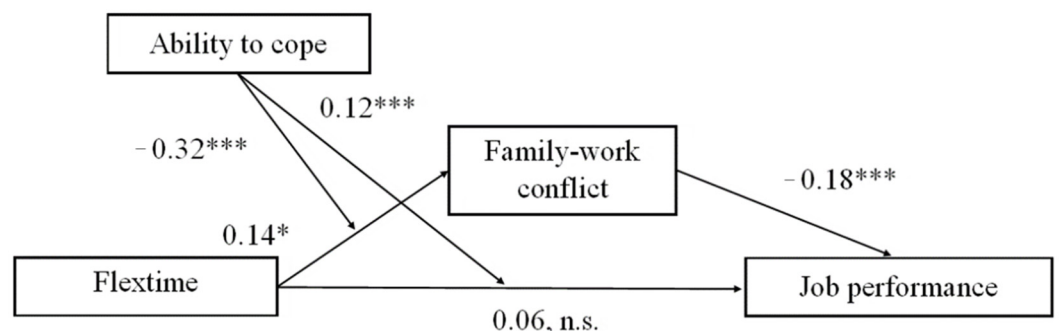 Ability to cope
0.12***
– 0.32***
Family-work
conflict
– 0.18***
0.14*
Flextime
Job performance
0.06, n.s.